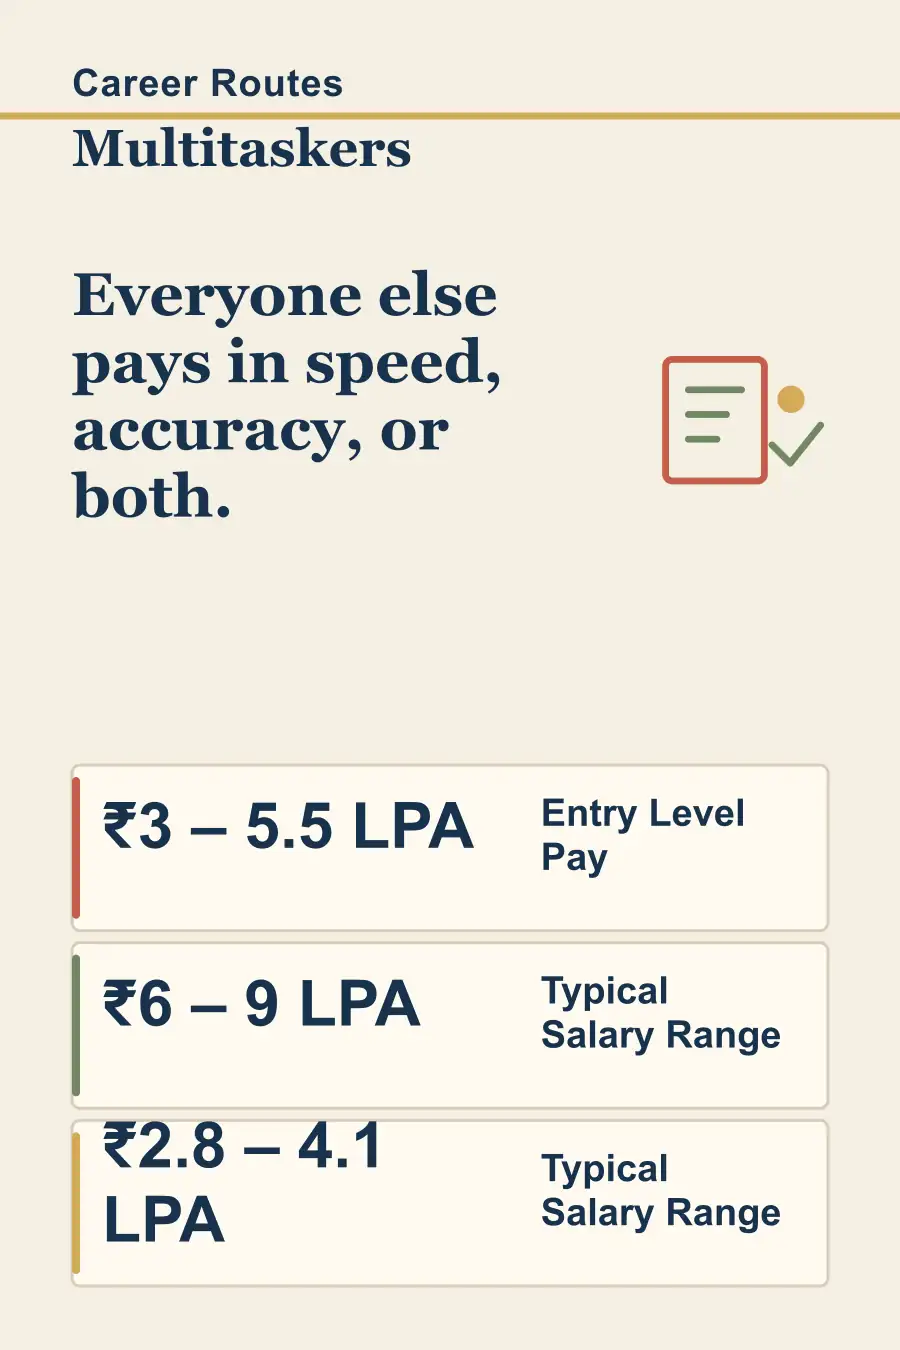 Career Routes
Multitaskers
Everyone else
pays in speed,
accuracy, or
both.
₹3 – 5.5 LPA
Entry Level
Pay
₹6 – 9 LPA
Typical
Salary Range
₹2.8 – 4.1
LPA
Typical
Salary Range